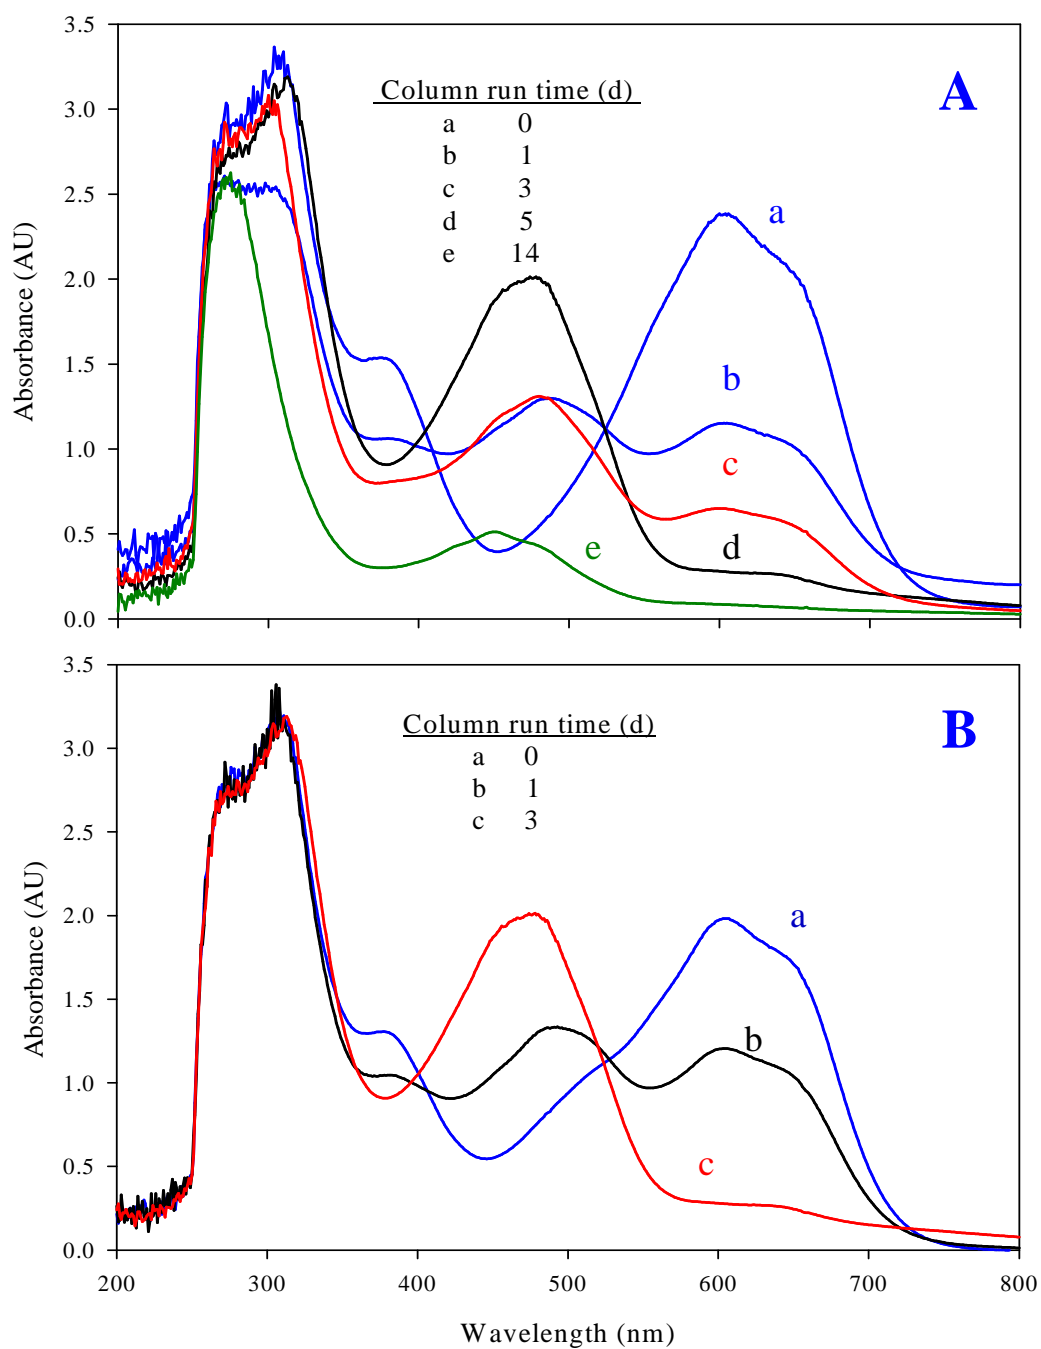 3.5
A
Column run time (d)
3.0
a 0
b 1
2.5
c 3
d 5
a
e 14
2.0
Absorbance (AU)
1.5
b
1.0
c
0.5
e
d
0.0
3.5
B
Column run time (d)
3.0
a 0
b 1
2.5
c 3
2.0
a
Absorbance (AU)
1.5
b
1.0
c
0.5
0.0
200 300 400 500 600 700 800
Wavelength (nm)